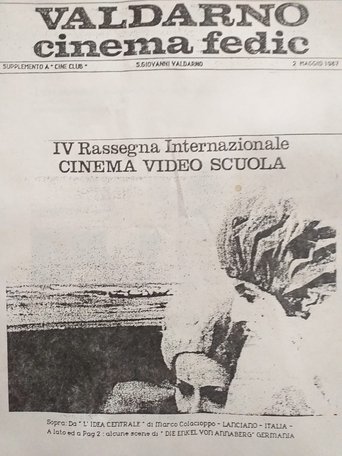 VALDARNO
cinema fedic
SUPPLEMENTO A "CINE CLUB" S.GIOVANNI VALDARNO 2 MAGGIO 1987
IV Rassegna Internazionale
CINEMA VIDEO SCUOLA
Sopra: Da "L'IDEA CENTRALE" di Marco Colacioppo - LANCIANO - ITALIA -
A lato ed a Pag 2 : alcune scene di "DIE ENKEL VON ANNABERG" GERMANIA